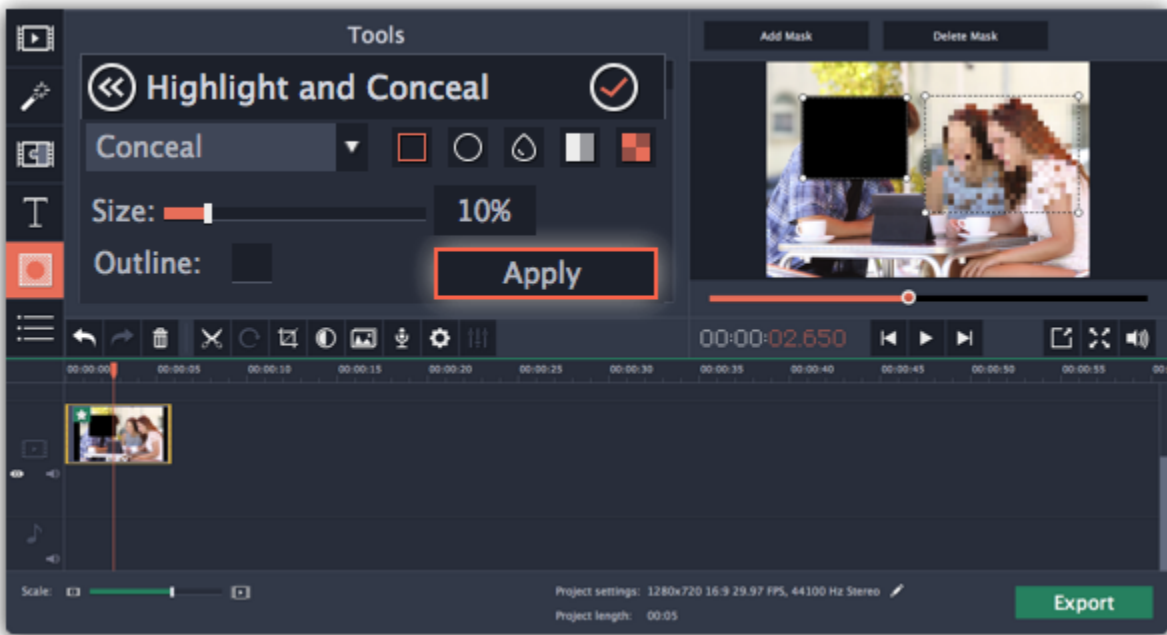 Tools
Add Mask
Delete Mask
Highlight and Conceal
Conceal
Size:
10%
Outline:
Apply
00:00:02.650
00:00:00
00:00:05
00:00:10
00:00:15
00:00:20
00:00:25
00:00:30
00:00:35
00:00:40
00:00:45
00:00:50
00:00:55
00:
Scale:
Project settings: 1280x720 16:9 29.97 FPS, 44100 Hz Stereo
Project length: 00:05
Export